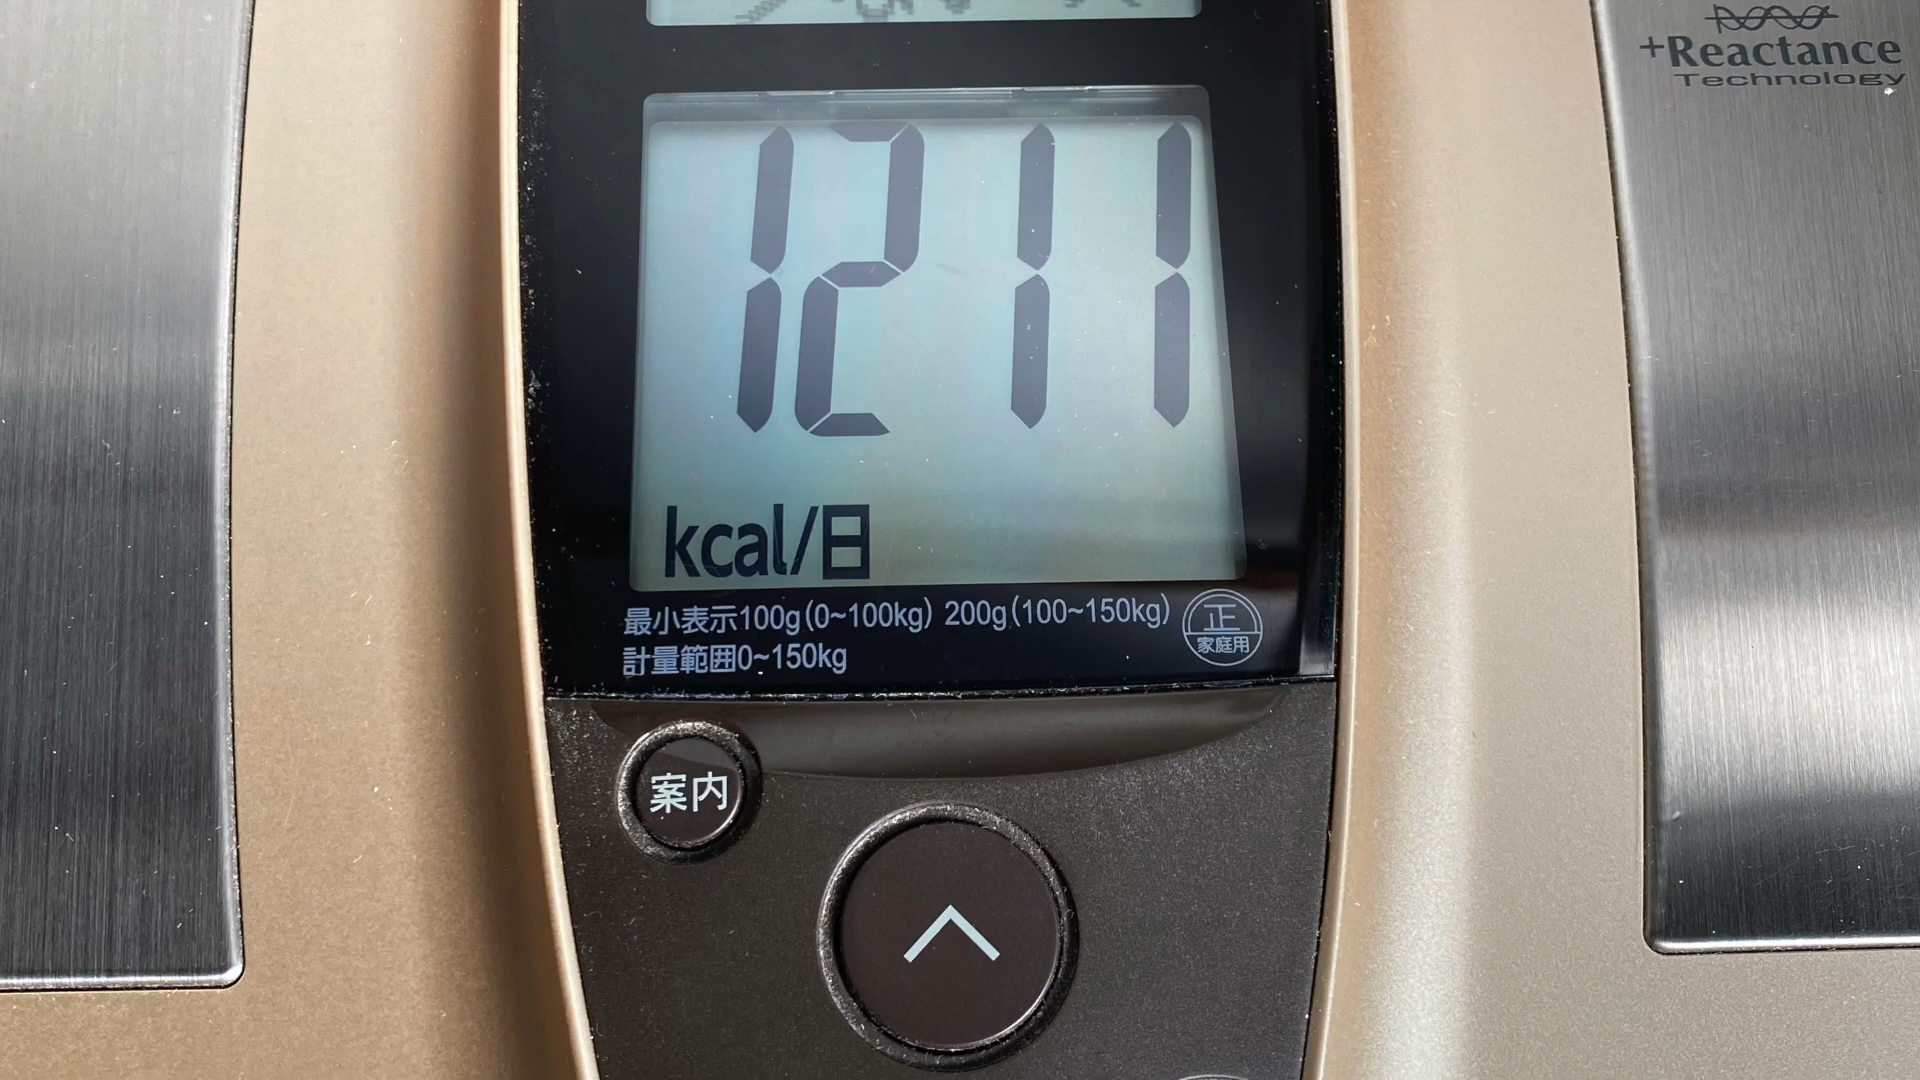 +Reactance
Technology
1211
kcal/日
最小表示100g(0~100kg) 200g(100~150kg)
計量範囲0~150kg
正
家庭用
案内